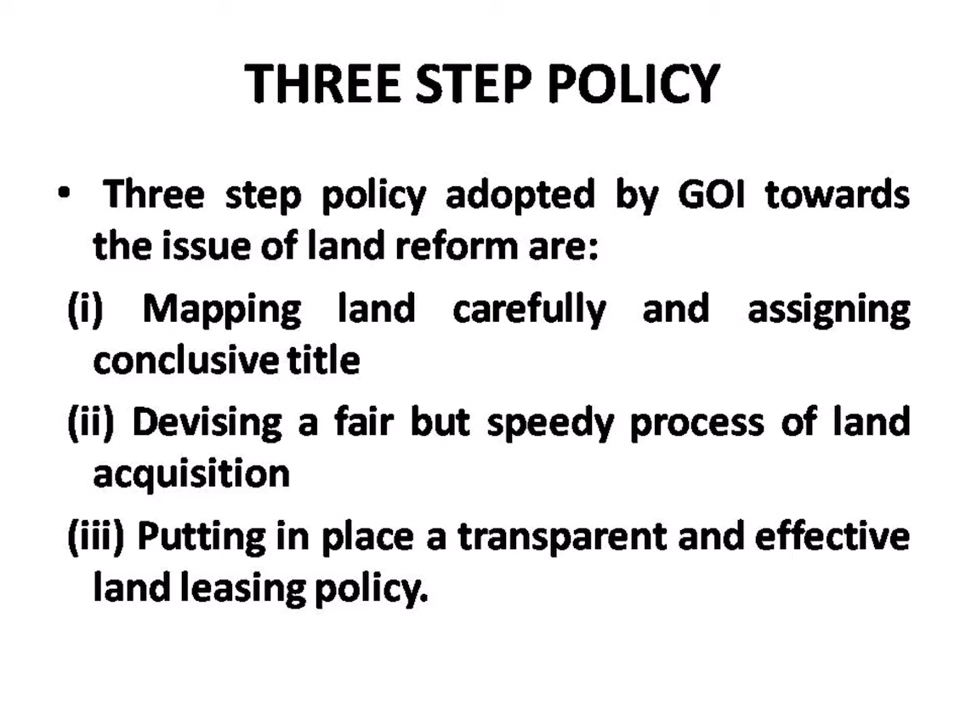 THREE STEP POLICY
• Three step policy adopted by GOI towards
the issue of land reform are:
(i) Mapping land carefully and assigning
conclusive title
(ii) Devising a fair but speedy process of land
acquisition
(iii) Putting in place a transparent and effective
land leasing policy.